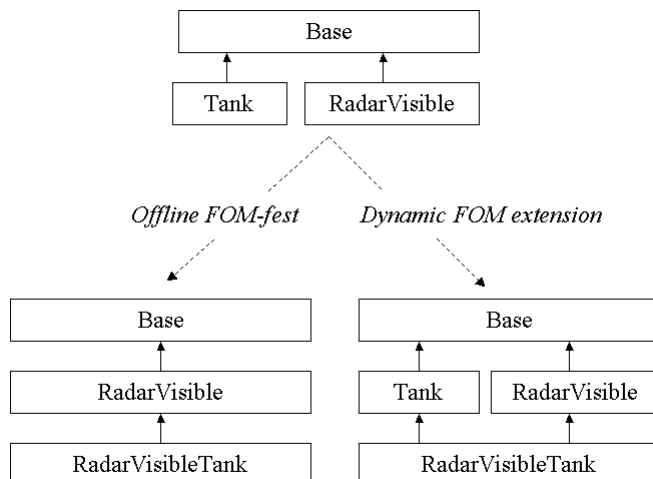 Base
Tank
RadarVisible
Offline FOM-fest
Dynamic FOM extension
Base
Base
RadarVisible
Tank
RadarVisible
RadarVisibleTank
RadarVisibleTank